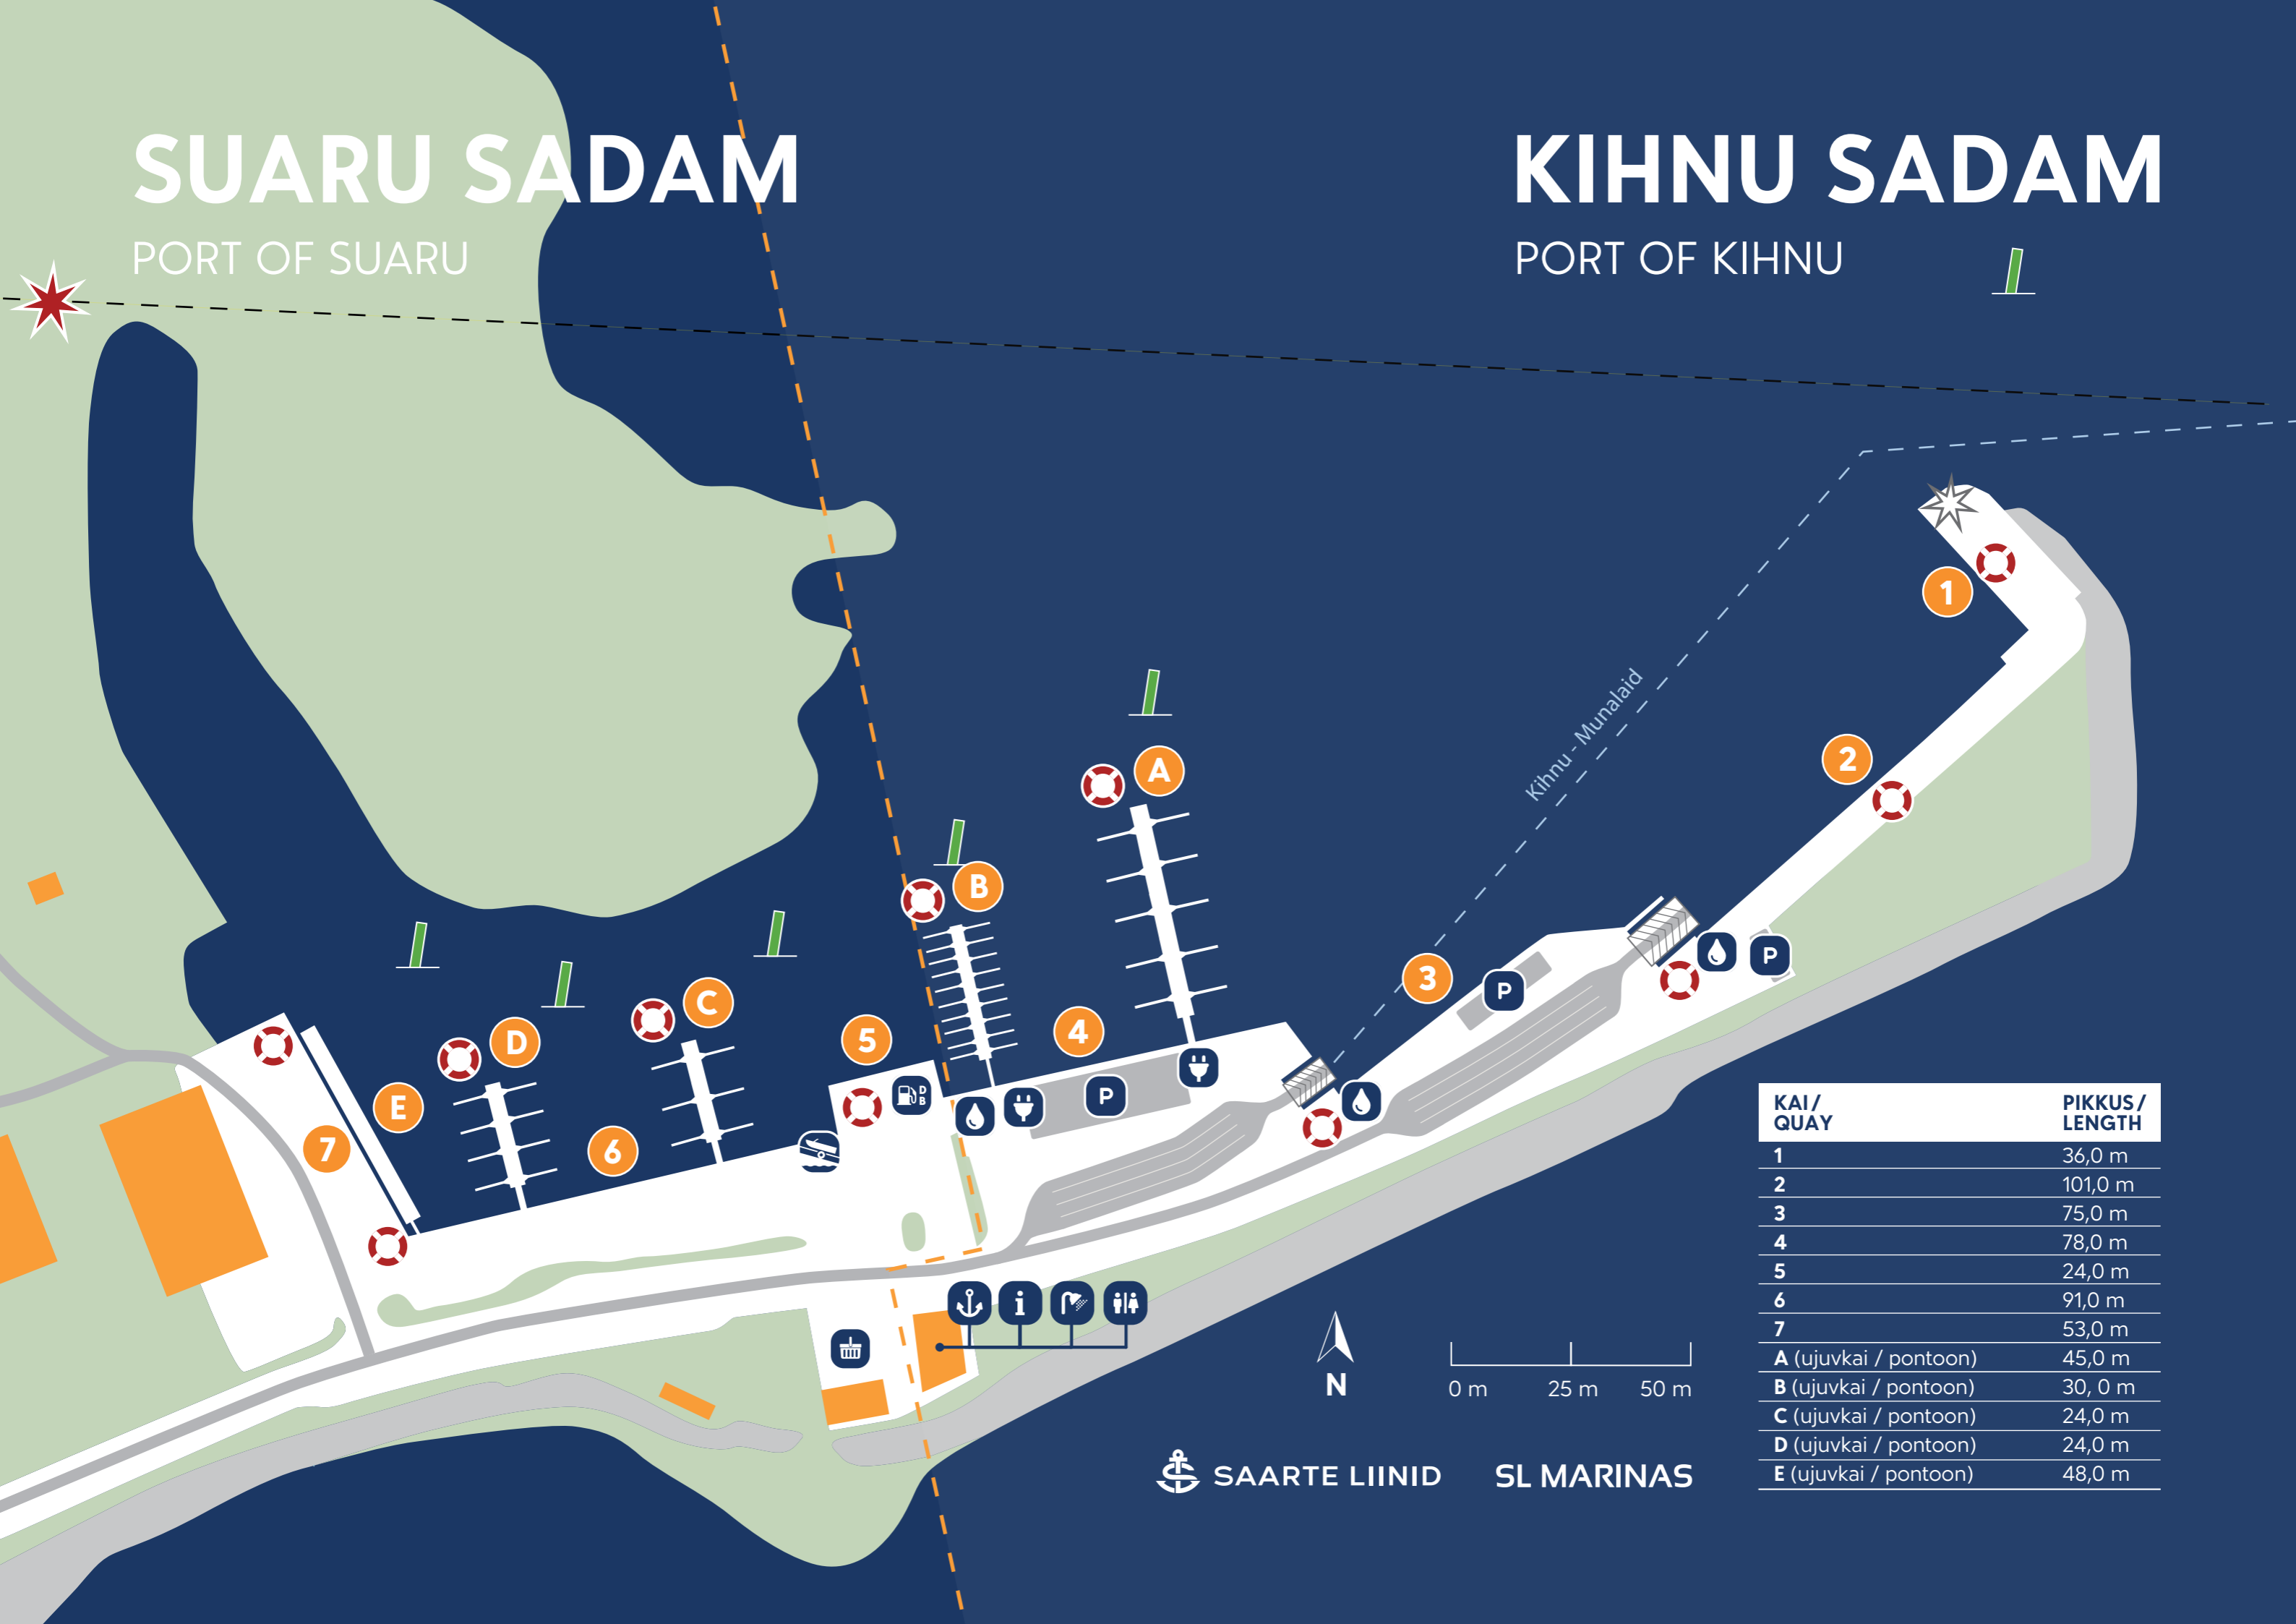 SUARU SADAM
PORT OF SUARU
KIHNU SADAM
PORT OF KIHNU
Kihnu - Munalaid
1
2
3
4
5
6
7
A
B
C
D
E
P
P
P
D
B
i
N
0 m 25 m 50 m
SAARTE LIINID
SL MARINAS
KAI / QUAY PIKKUS / LENGTH
1 36,0 m
2 101,0 m
3 75,0 m
4 78,0 m
5 24,0 m
6 91,0 m
7 53,0 m
A (ujuvkai / pontoon) 45,0 m
B (ujuvkai / pontoon) 30, 0 m
C (ujuvkai / pontoon) 24,0 m
D (ujuvkai / pontoon) 24,0 m
E (ujuvkai / pontoon) 48,0 m